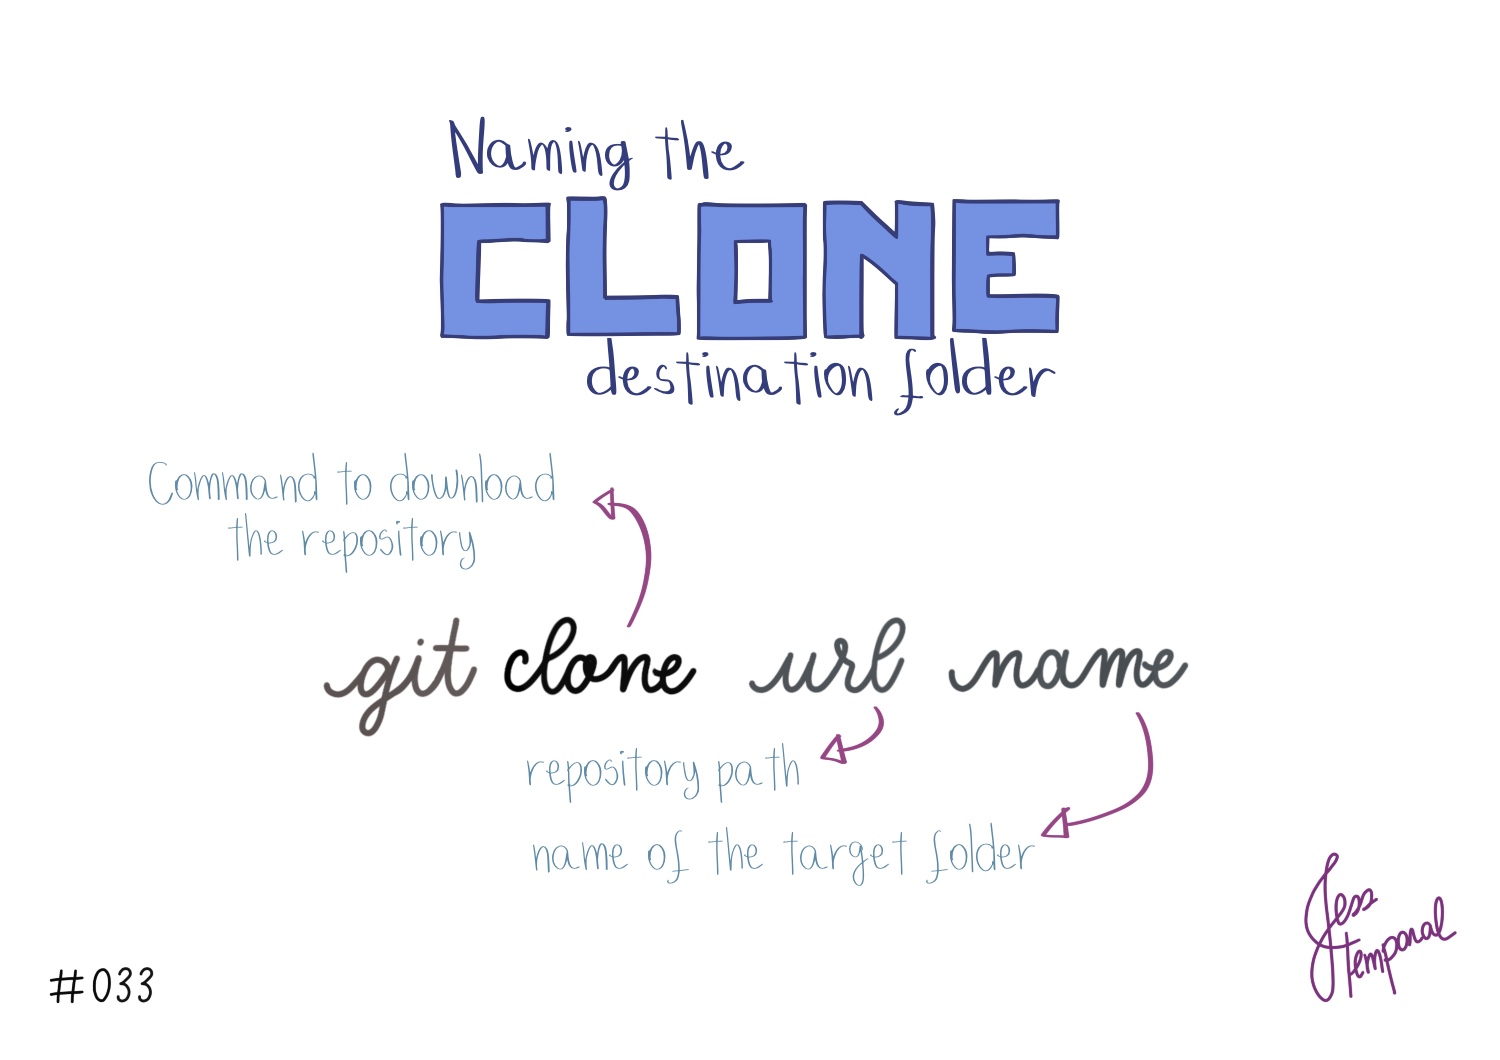 Naming the
CLONE
destination folder
Command to download
the repository
git clone url name
repository path
name of the target folder
Jess
temporal
#033